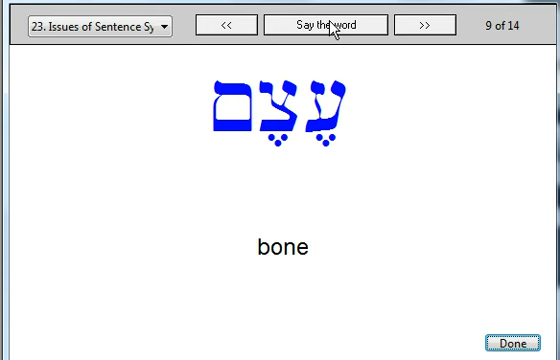 23. Issues of Sentence Sy << Say the word >> 9 of 14
עֶצֶם
bone
Done